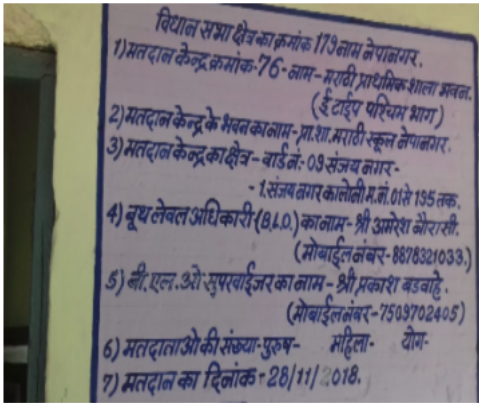 विधान सभा क्षेत्र का क्रमांक 179 नाम नेपानगर.
1) मतदान केन्द्र क्रमांक-76- नाम - मराठी प्राथमिक शाला भवन.
(ई टाईप पश्चिम भाग)
2) मतदान केन्द्र के भवन का नाम - प्रा.शा. मराठी स्कूल नेपानगर.
3) मतदान केन्द्र का क्षेत्र - वार्ड नं:- 09 संजय नगर -
- 1. संजय नगर कालोनी म.नं. 01 से 195 तक.
4) बूथ लेवल अधिकारी (B.L.O.) का नाम - श्री अमरेश चौरासी.
(मोबाईल नंबर - 8878321033.)
5) बी. एल. ओ सुपरवाईजर का नाम - श्री प्रकाश बडवाहे.
(मोबाईल नंबर - 7509702405)
6) मतदाताओ की संख्या - पुरुष - महिला - योग -
7) मतदान का दिनांक - 28/11/2018.